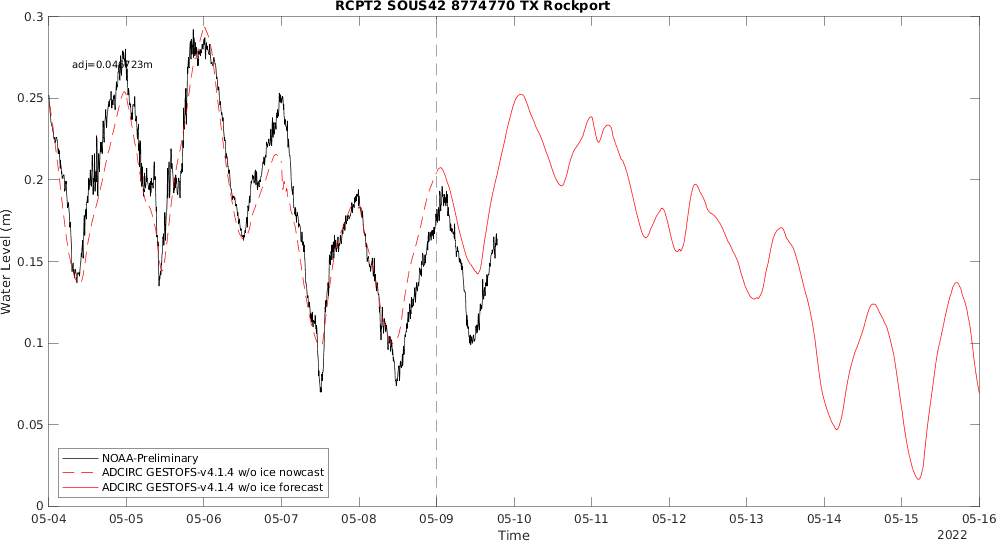 RCPT2 SOUS42 8774770 TX Rockport
0.3
0.25
0.2
0.15
0.1
0.05
0
Water Level (m)
NOAA-Preliminary
ADCIRC GESTOFS-v4.1.4 w/o ice nowcast
ADCIRC GESTOFS-v4.1.4 w/o ice forecast
05-04 05-05 05-06 05-07 05-08 05-09 05-10 05-11 05-12 05-13 05-14 05-15 05-16
Time
2022